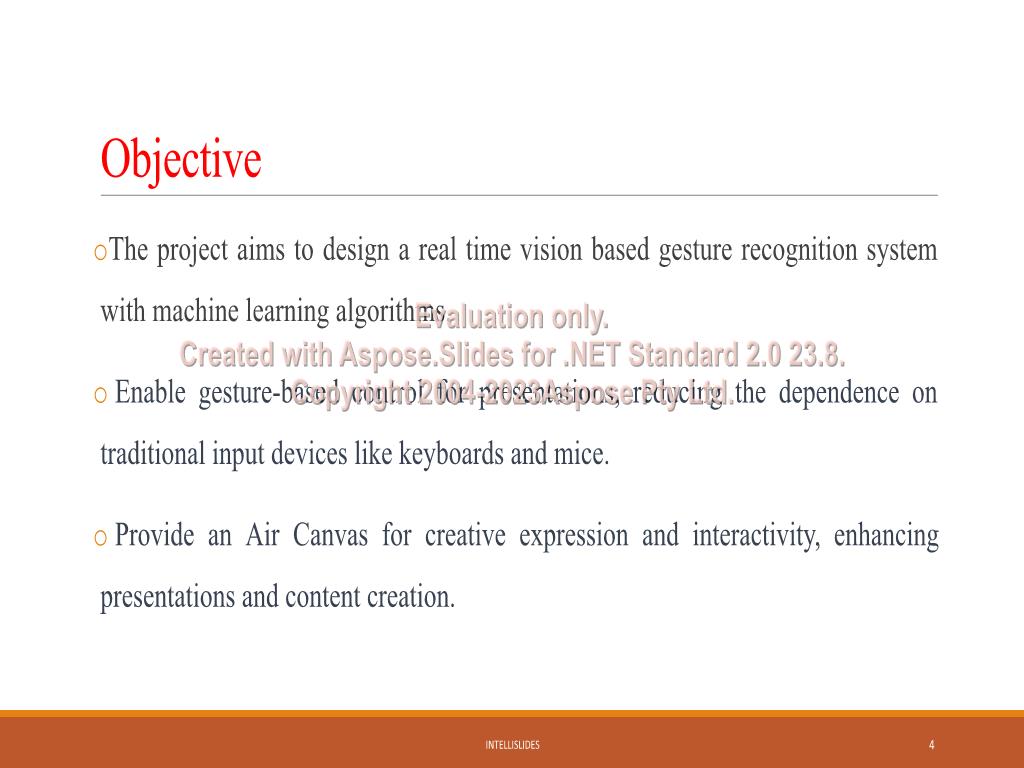 Objective
The project aims to design a real time vision based gesture recognition system
with machine learning algorithms.
Evaluation only.
Created with Aspose.Slides for .NET Standard 2.0 23.8.
Copyright 2004-2023Aspose Pty Ltd.
Enable gesture-based control for presentations, reducing the dependence on
traditional input devices like keyboards and mice.
Provide an Air Canvas for creative expression and interactivity, enhancing
presentations and content creation.
INTELLISLIDES
4